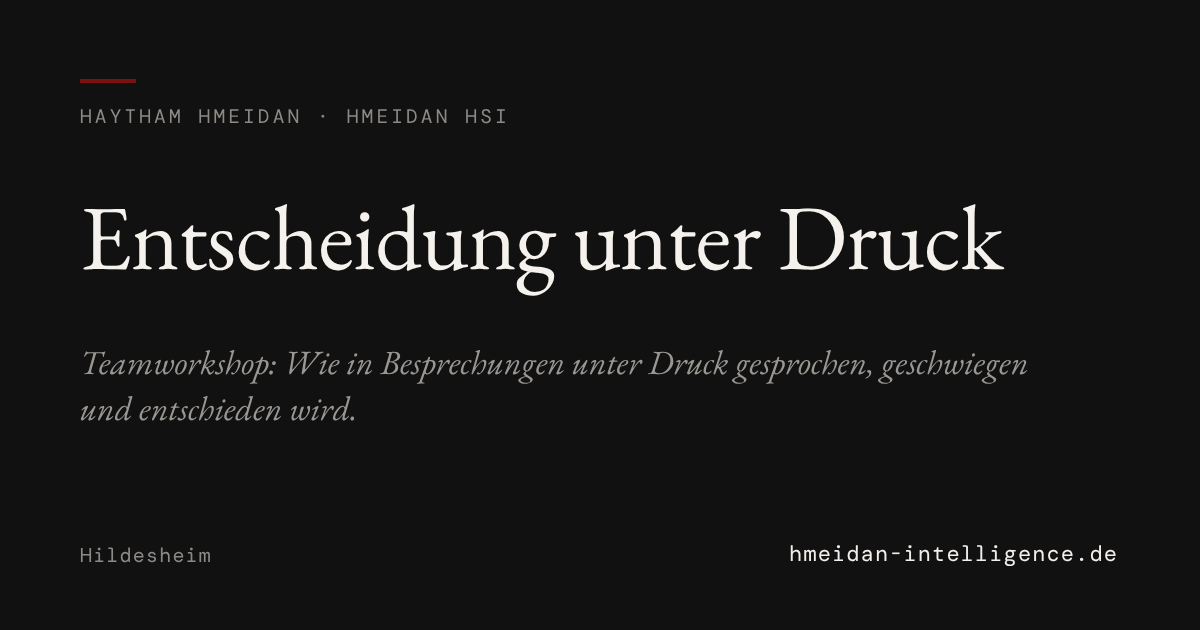 HAYTHAM HMEIDAN · HMEIDAN HSI
Entscheidung unter Druck
Teamworkshop: Wie in Besprechungen unter Druck gesprochen, geschwiegen
und entschieden wird.
Hildesheim
hmeidan-intelligence.de